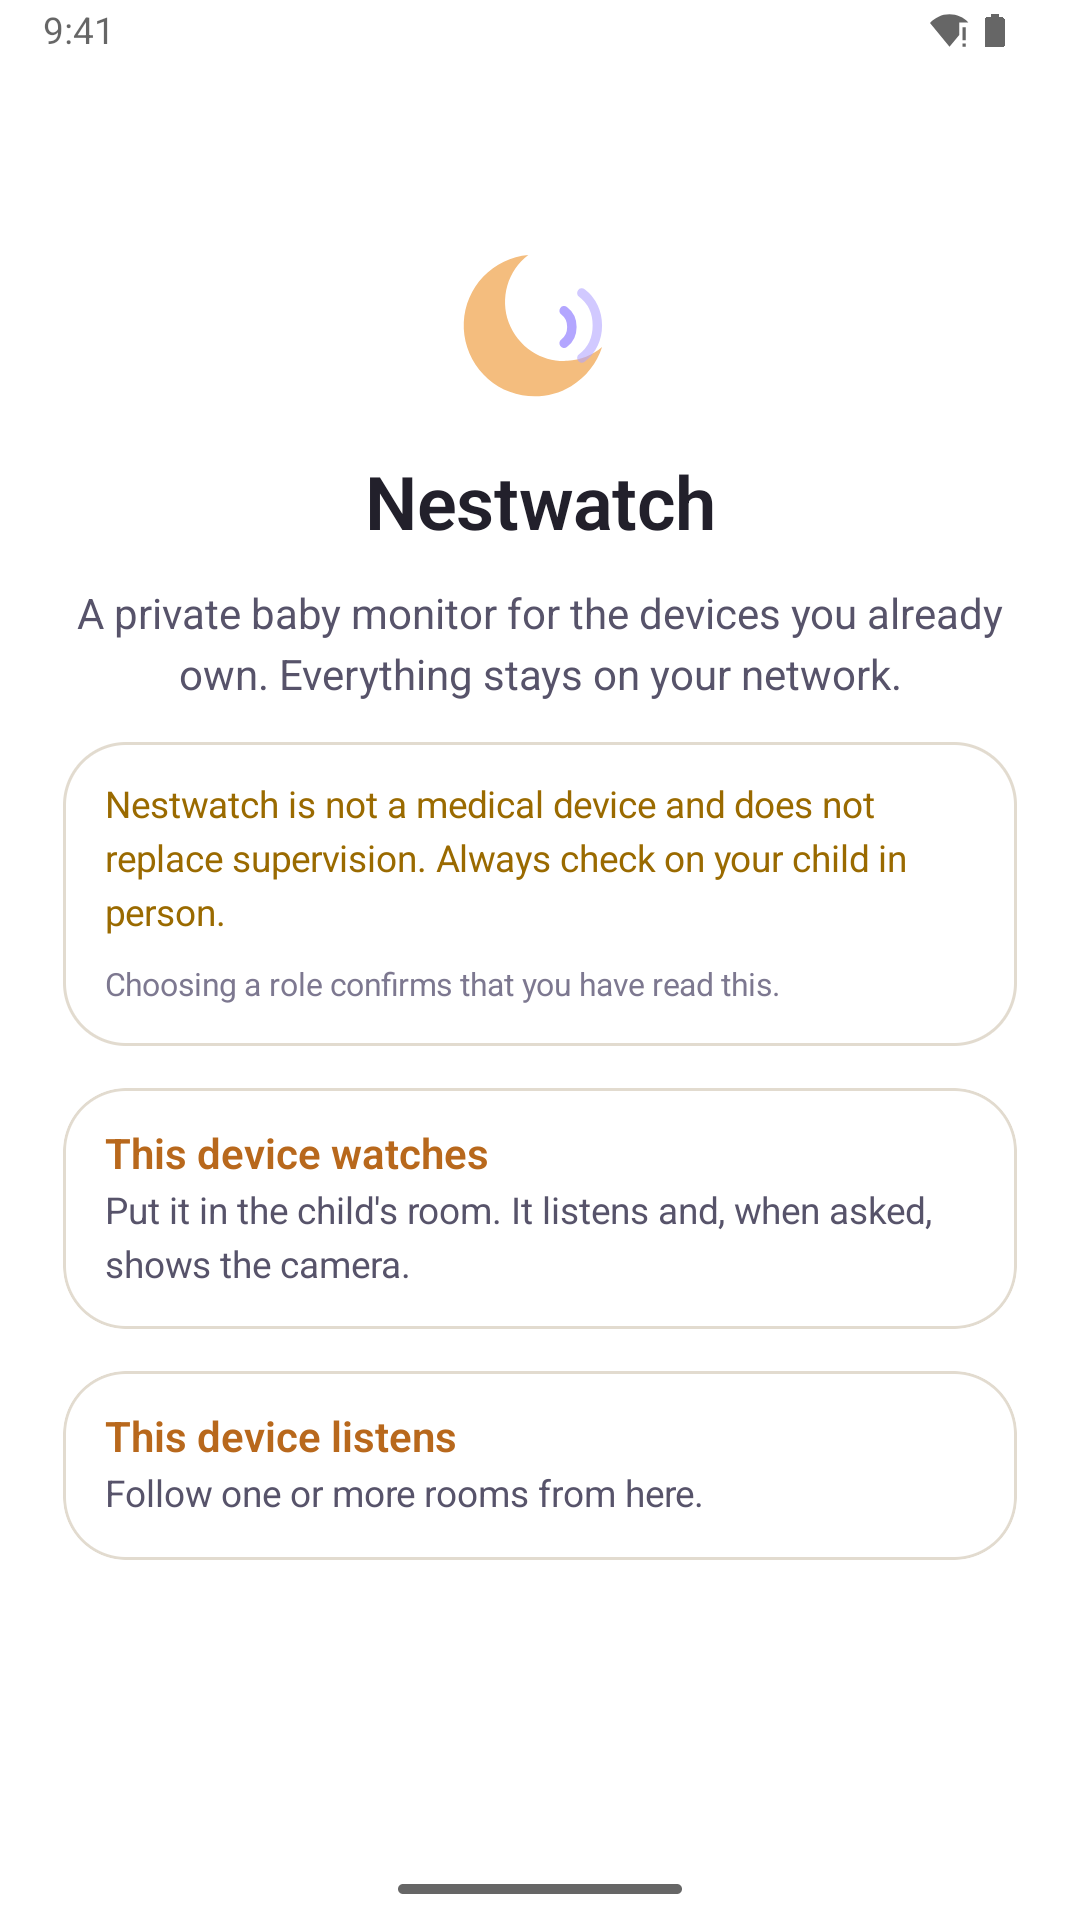 9:41
Nestwatch
A private baby monitor for the devices you already
own. Everything stays on your network.
Nestwatch is not a medical device and does not
replace supervision. Always check on your child in
person.
Choosing a role confirms that you have read this.
This device watches
Put it in the child's room. It listens and, when asked,
shows the camera.
This device listens
Follow one or more rooms from here.